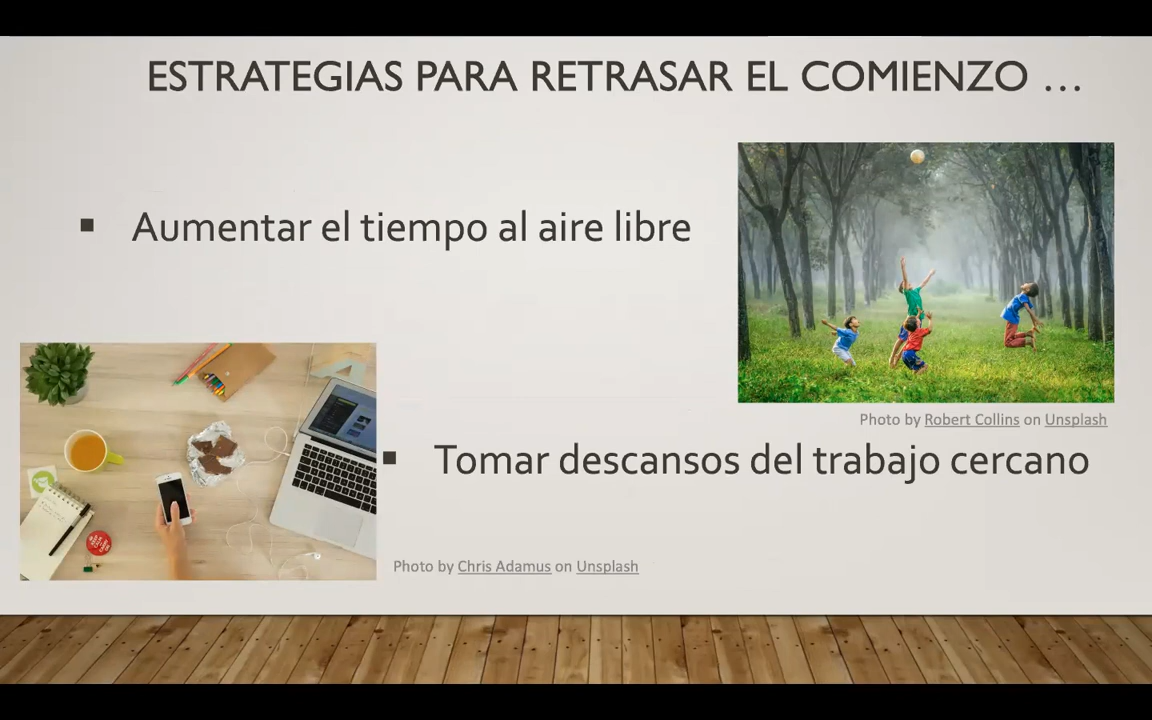 ESTRATEGIAS PARA RETRASAR EL COMIENZO …
▪ Aumentar el tiempo al aire libre
Photo by Robert Collins on Unsplash
▪ Tomar descansos del trabajo cercano
Photo by Chris Adamus on Unsplash